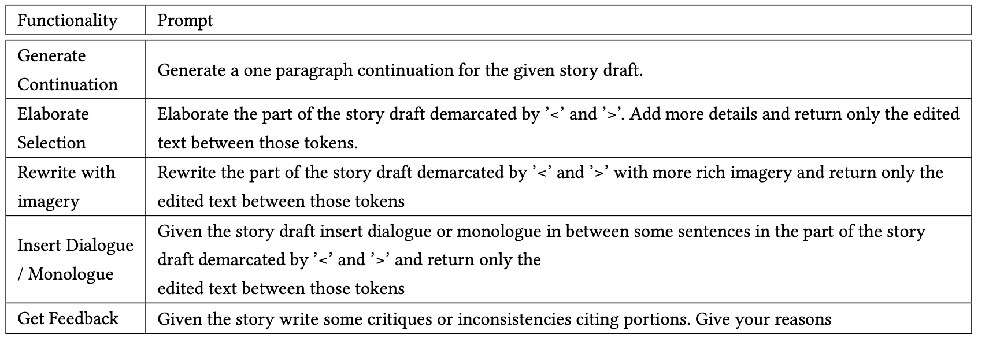 Functionality Prompt
Generate
Continuation
Generate a one paragraph continuation for the given story draft.
Elaborate
Selection
Elaborate the part of the story draft demarcated by ’<’ and ’>’. Add more details and return only the edited
text between those tokens.
Rewrite with
imagery
Rewrite the part of the story draft demarcated by ’<’ and ’>’ with more rich imagery and return only the
edited text between those tokens
Insert Dialogue
/ Monologue
Given the story draft insert dialogue or monologue in between some sentences in the part of the story
draft demarcated by ’<’ and ’>’ and return only the
edited text between those tokens
Get Feedback
Given the story write some critiques or inconsistencies citing portions. Give your reasons